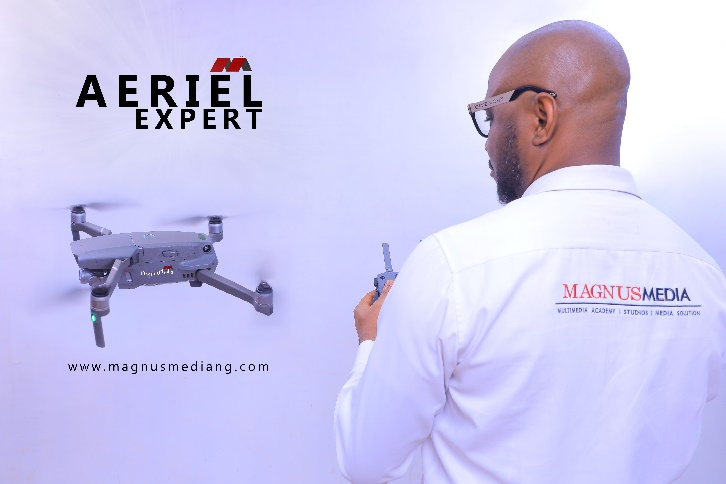 AERIEL
EXPERT
www.magnusmediang.com
MAGNUSMEDIA
MULTIMEDIA ACADEMY | STUDIOS | MEDIA SOLUTION